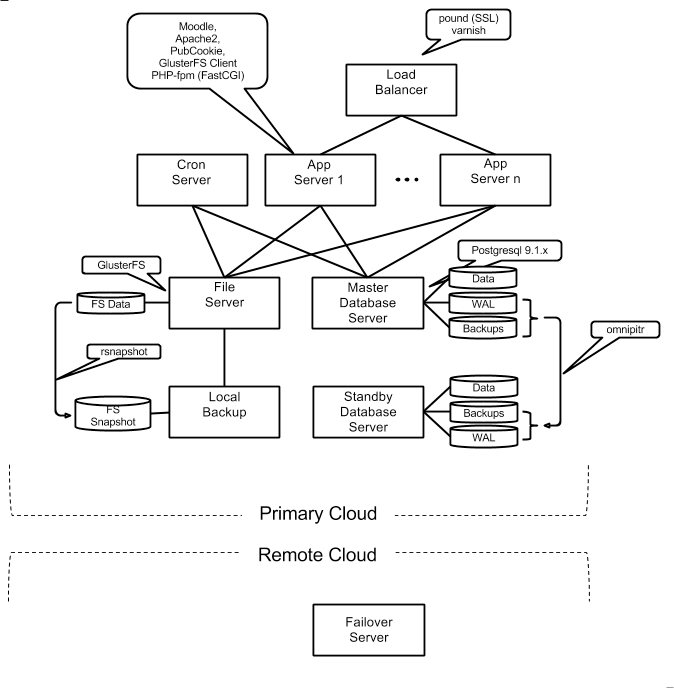 Moodle,
Apache2,
PubCookie,
GlusterFS Client
PHP-fpm (FastCGI)
pound (SSL)
varnish
Load
Balancer
Cron
Server
App
Server 1
...
App
Server n
GlusterFS
Postgresql 9.1.x
FS Data
File
Server
Master
Database
Server
Data
WAL
Backups
omnipitr
rsnapshot
FS
Snapshot
Local
Backup
Standby
Database
Server
Data
Backups
WAL
Primary Cloud
Remote Cloud
Failover
Server